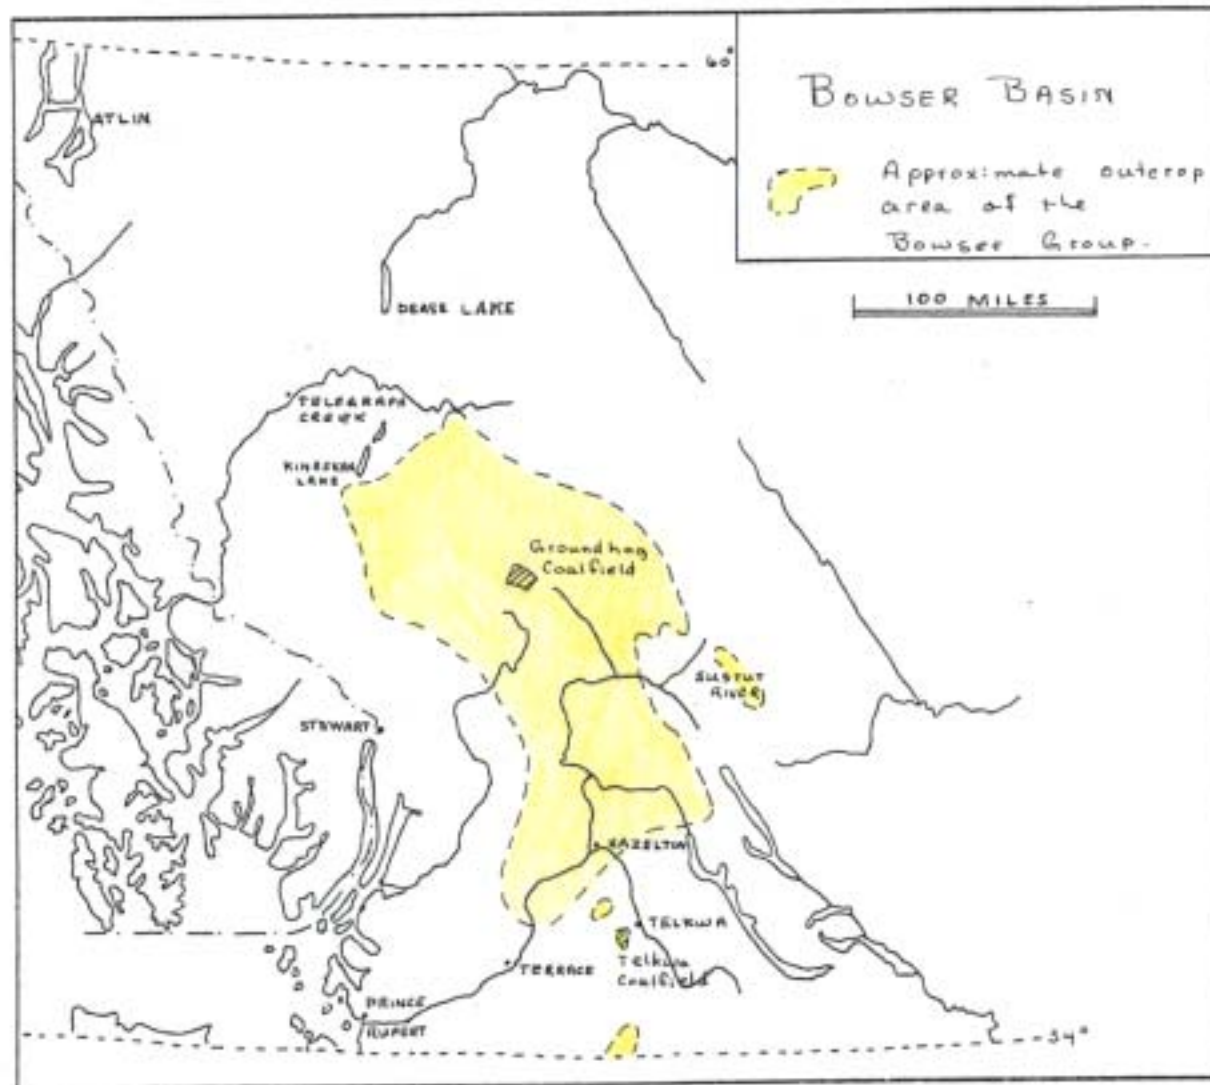 60°
BOWSER BASIN
Approximate outcrop
area of the
Bowser Group.
ATLIN
100 MILES
DEASE LAKE
TELEGRAPH
CREEK
KINASKAN
LAKE
Groundhog
Coalfield
SUSTUT
RIVER
STEWART
HAZELTON
TELKWA
Telkwa
Coalfield
TERRACE
PRINCE
RUPERT
54°